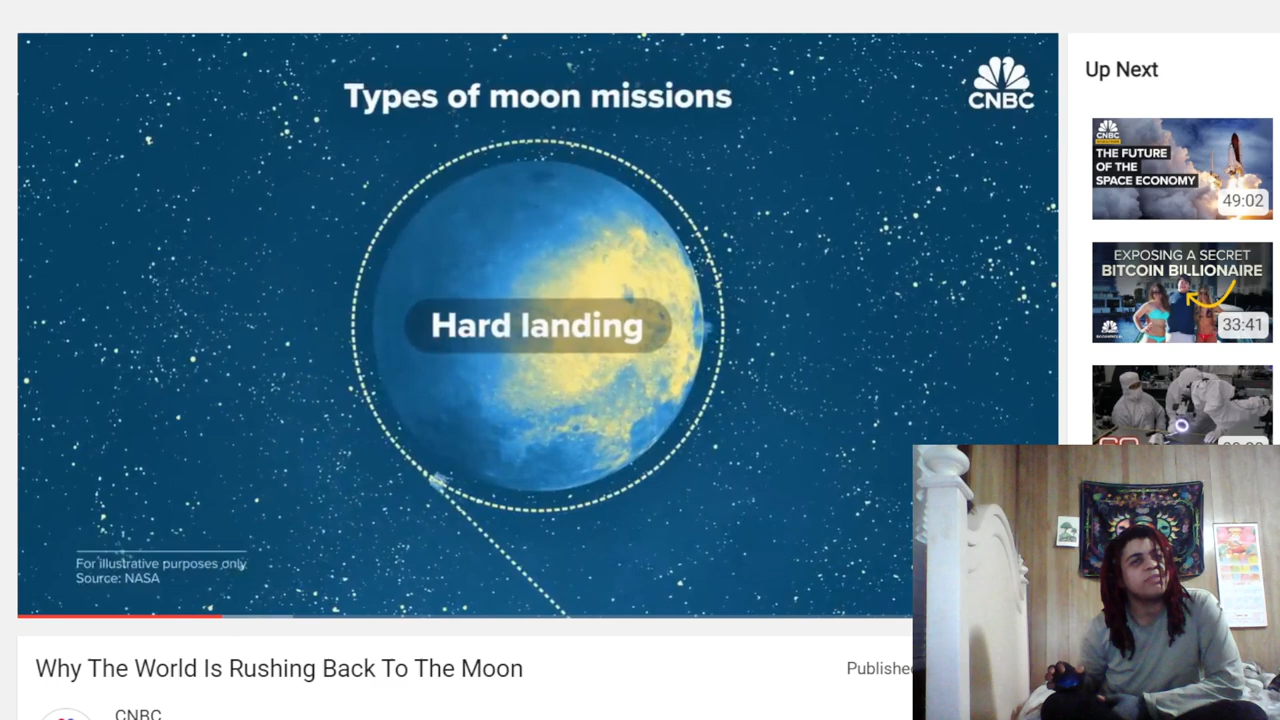 Types of moon missions
CNBC
Hard landing
For illustrative purposes only.
Source: NASA
Up Next
CNBC
THE FUTURE
OF THE
SPACE ECONOMY
49:02
EXPOSING A SECRET
BITCOIN BILLIONAIRE
33:41
Why The World Is Rushing Back To The Moon
CNBC